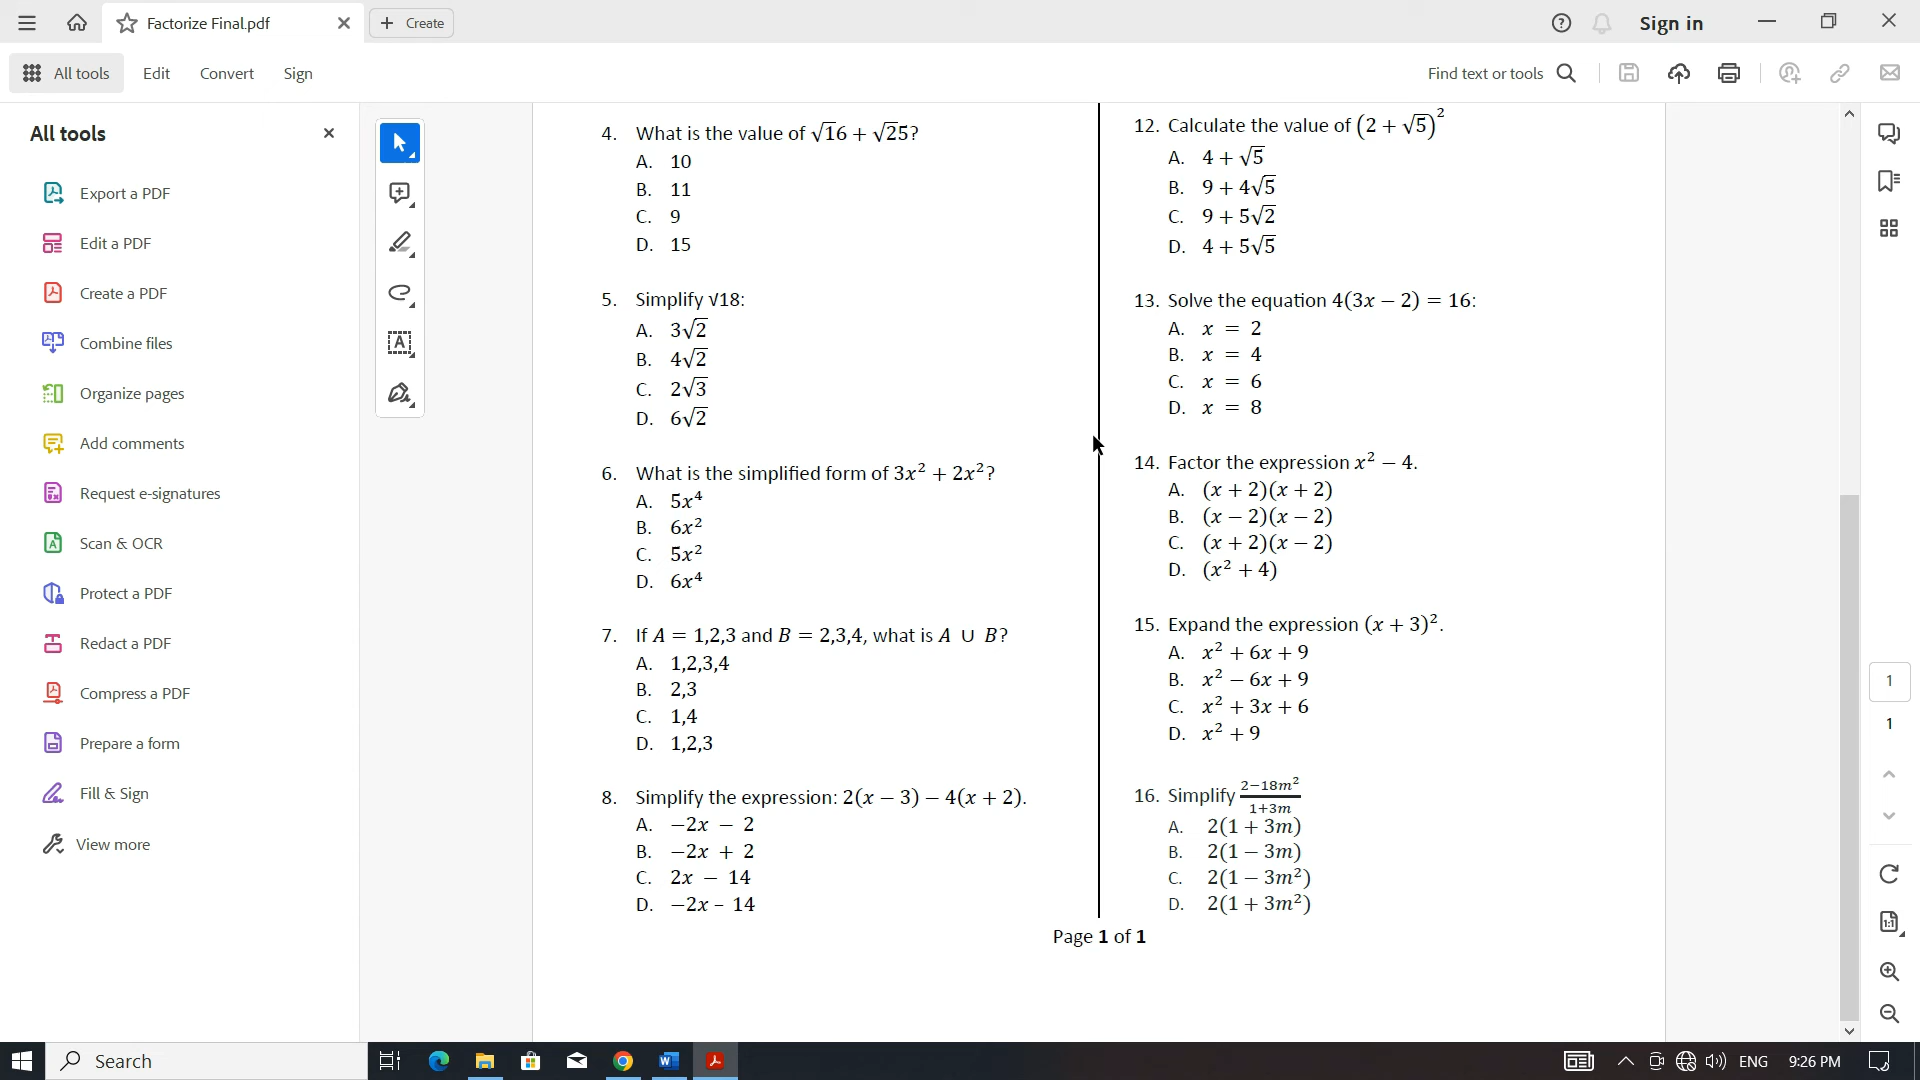 Factorize Final.pdf
Create
Sign in
All tools
Edit
Convert
Sign
Find text or tools
All tools
Export a PDF
Edit a PDF
Create a PDF
Combine files
Organize pages
Add comments
Request e-signatures
Scan & OCR
Protect a PDF
Redact a PDF
Compress a PDF
Prepare a form
Fill & Sign
View more
4. What is the value of √16 + √25?
A. 10
B. 11
C. 9
D. 15
5. Simplify √18:
A. 3√2
B. 4√2
C. 2√3
D. 6√2
6. What is the simplified form of 3x² + 2x²?
A. 5x⁴
B. 6x²
C. 5x²
D. 6x⁴
7. If A = 1,2,3 and B = 2,3,4, what is A ∪ B?
A. 1,2,3,4
B. 2,3
C. 1,4
D. 1,2,3
8. Simplify the expression: 2(x − 3) − 4(x + 2).
A. −2x − 2
B. −2x + 2
C. 2x − 14
D. −2x – 14
12. Calculate the value of (2 + √5)²
A. 4 + √5
B. 9 + 4√5
C. 9 + 5√2
D. 4 + 5√5
13. Solve the equation 4(3x − 2) = 16:
A. x = 2
B. x = 4
C. x = 6
D. x = 8
14. Factor the expression x² − 4.
A. (x + 2)(x + 2)
B. (x − 2)(x − 2)
C. (x + 2)(x − 2)
D. (x² + 4)
15. Expand the expression (x + 3)².
A. x² + 6x + 9
B. x² − 6x + 9
C. x² + 3x + 6
D. x² + 9
16. Simplify 2−18m²/1+3m
A. 2(1 + 3m)
B. 2(1 − 3m)
C. 2(1 − 3m²)
D. 2(1 + 3m²)
Page 1 of 1
1
1
Search
ENG
9:26 PM